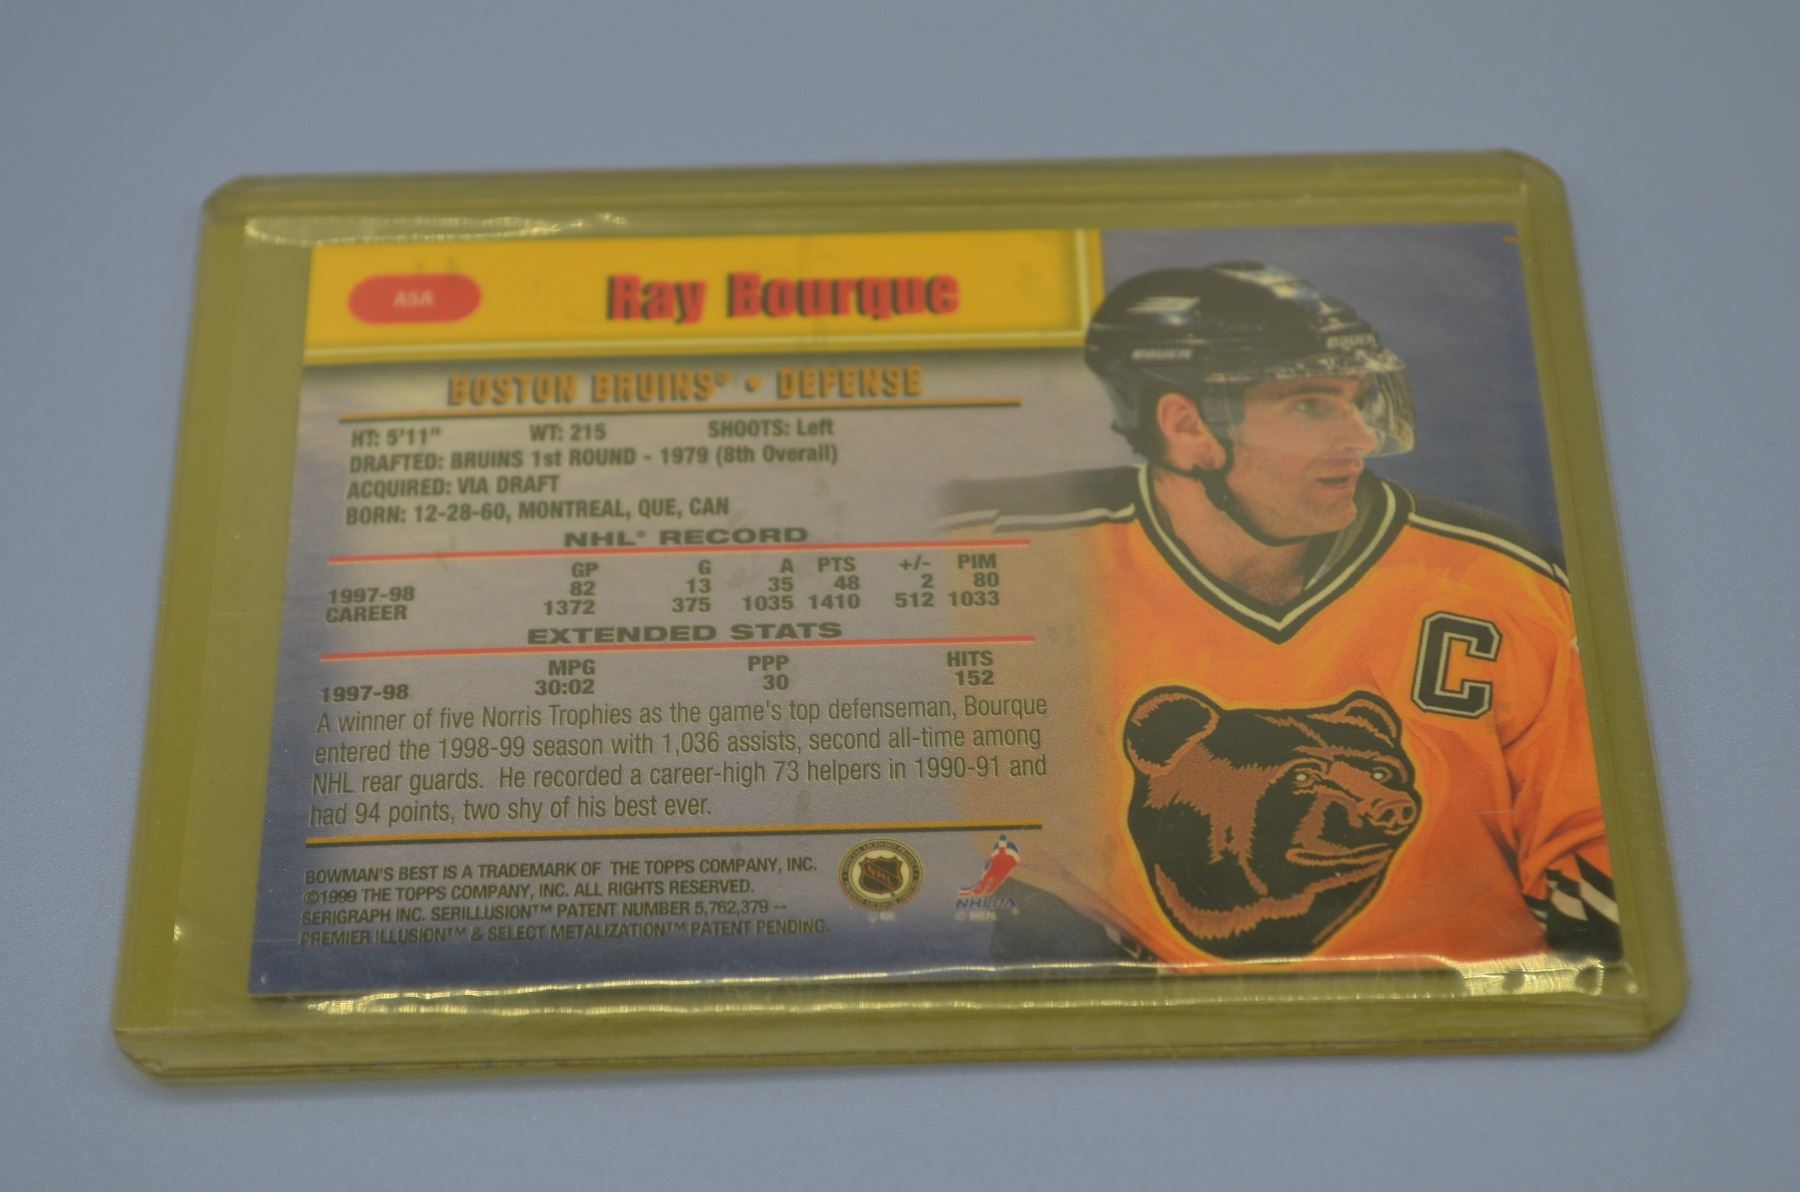 A5A
Ray Bourque
BOSTON BRUINS® • DEFENSE
HT: 5'11" WT: 215 SHOOTS: Left
DRAFTED: BRUINS 1st ROUND - 1979 (8th Overall)
ACQUIRED: VIA DRAFT
BORN: 12-28-60, MONTREAL, QUE, CAN
NHL® RECORD
GP G A PTS +/- PIM
1997-98 82 13 35 48 2 80
CAREER 1372 375 1035 1410 512 1033
EXTENDED STATS
MPG PPP HITS
1997-98 30:02 30 152
A winner of five Norris Trophies as the game's top defenseman, Bourque
entered the 1998-99 season with 1,036 assists, second all-time among
NHL rear guards. He recorded a career-high 73 helpers in 1990-91 and
had 94 points, two shy of his best ever.
BOWMAN'S BEST IS A TRADEMARK OF THE TOPPS COMPANY, INC.
©1999 THE TOPPS COMPANY, INC. ALL RIGHTS RESERVED.
SERIGRAPH INC. SERILLUSION™ PATENT NUMBER 5,762,379 --
PREMIER ILLUSION™ & SELECT METALIZATION™ PATENT PENDING.
NHL
© NHL
NHLPA
© NHLPA
BAUER
BAUER
C